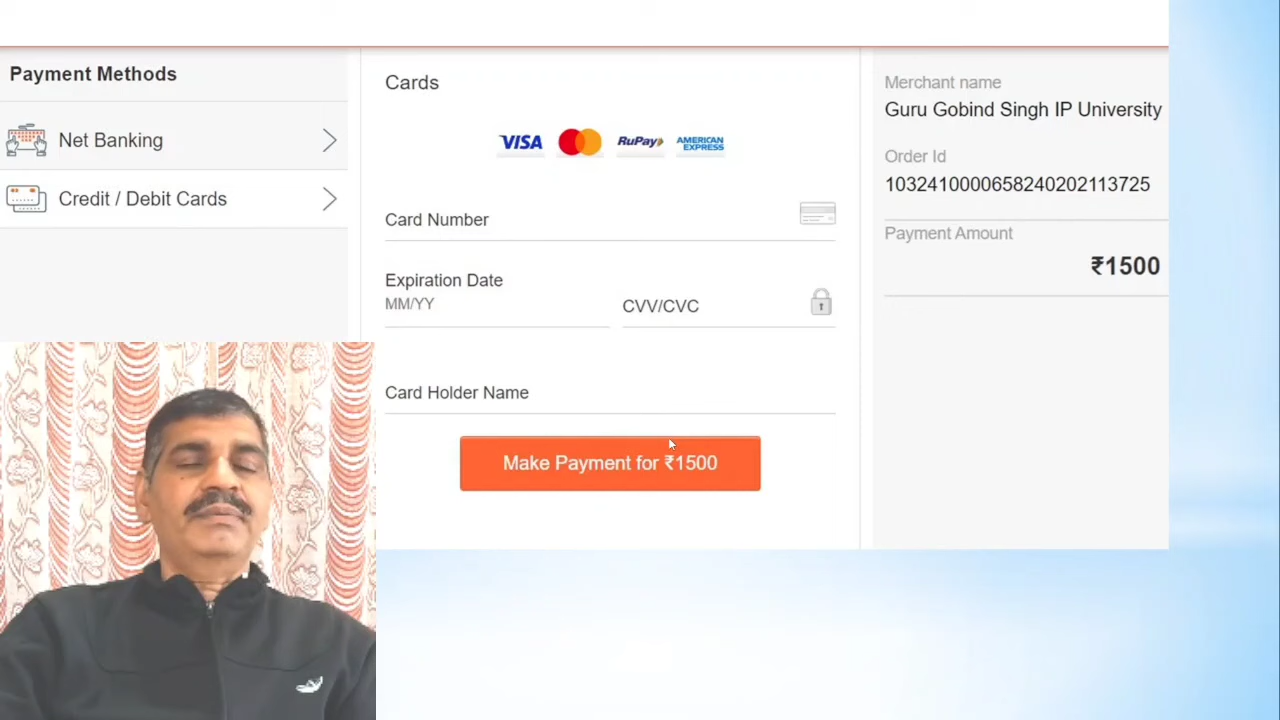 Payment Methods
Net Banking
Credit / Debit Cards
Cards
VISA RuPay AMERICAN EXPRESS
Card Number
Expiration Date
MM/YY
CVV/CVC
Card Holder Name
Make Payment for ₹1500
Merchant name
Guru Gobind Singh IP University
Order Id
1032410000658240202113725
Payment Amount
₹1500